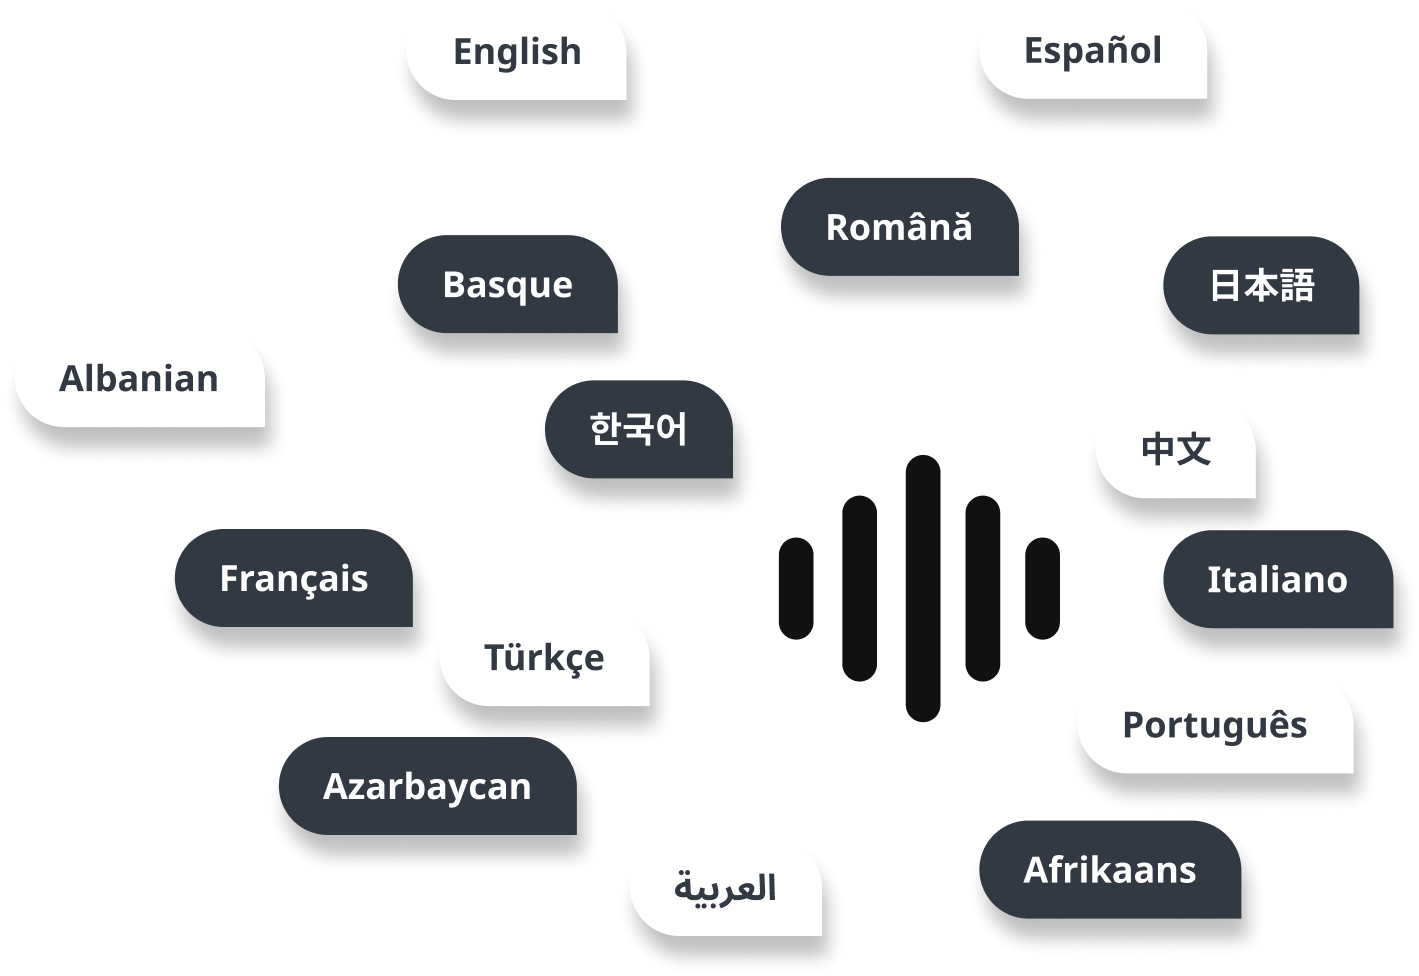 English
Español
Română
Basque
日本語
Albanian
한국어
中文
Français
Italiano
Türkçe
Português
Azarbaycan
Afrikaans
العربية